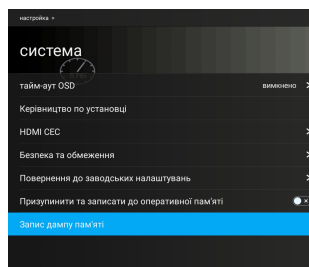 настройка
система
тайм-аут OSD вимкнено
Керівництво по установці
HDMI CEC
Безпека та обмеження
Повернення до заводських налаштувань
Призупинити та записати до оперативної пам'яті
Запис дампу пам'яті